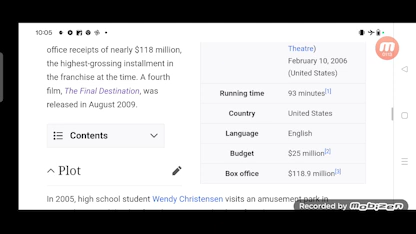 10:05
office receipts of nearly $118 million,
the highest-grossing installment in
the franchise at the time. A fourth
film, The Final Destination, was
released in August 2009.
Contents
Plot
In 2005, high school student Wendy Christensen visits an amusement park in
Theatre)
February 10, 2006
(United States)
Running time 93 minutes[1]
Country United States
Language English
Budget $25 million[2]
Box office $118.9 million[3]
Recorded by MOBIZEN